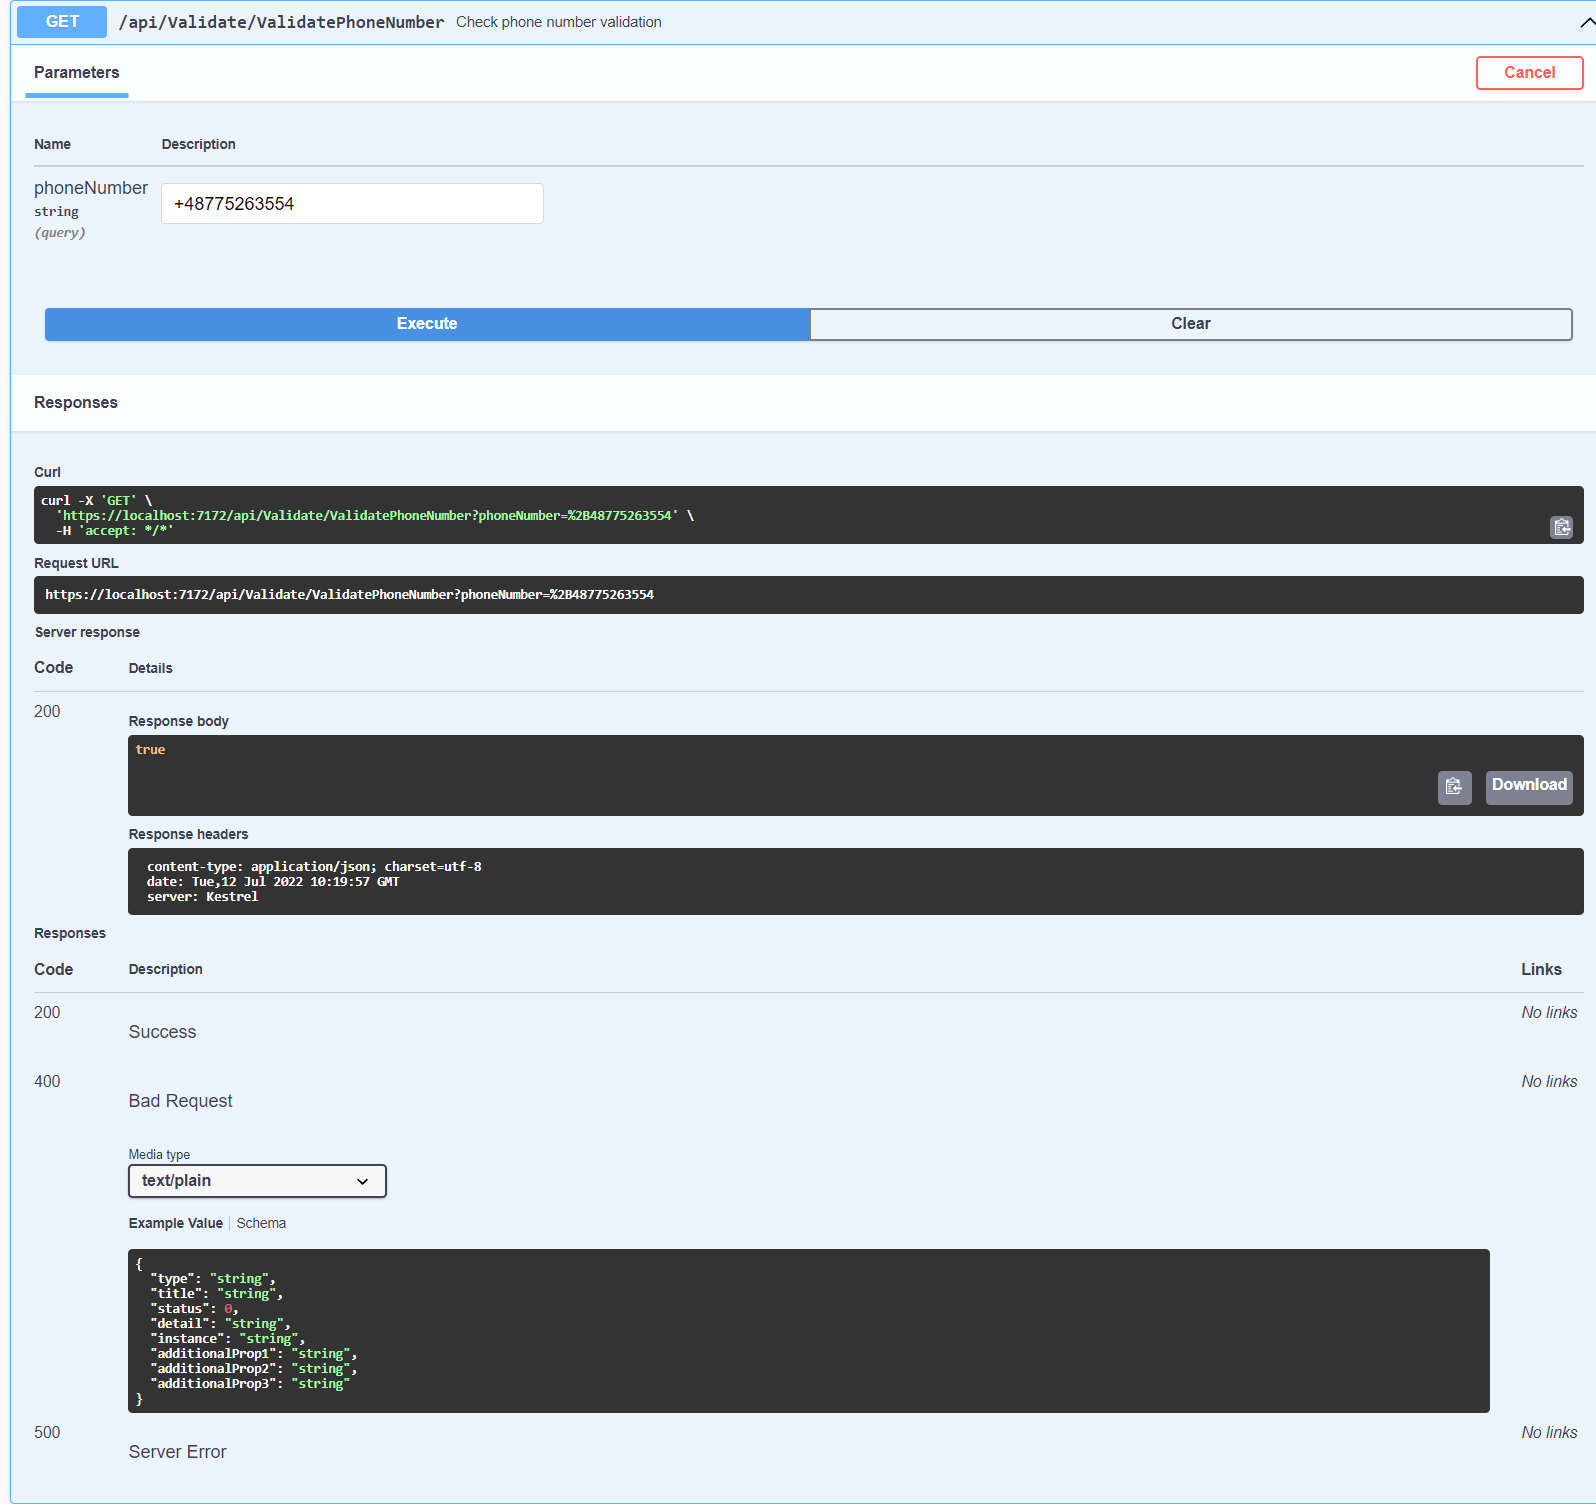 GET /api/Validate/ValidatePhoneNumber Check phone number validation
Parameters Cancel
Name Description
phoneNumber
string
(query)
+48775263554
Execute Clear
Responses
Curl
curl -X 'GET' \
'https://localhost:7172/api/Validate/ValidatePhoneNumber?phoneNumber=%2B48775263554' \
-H 'accept: */*'
Request URL
https://localhost:7172/api/Validate/ValidatePhoneNumber?phoneNumber=%2B48775263554
Server response
Code Details
200
Response body
true
Download
Response headers
content-type: application/json; charset=utf-8
date: Tue,12 Jul 2022 10:19:57 GMT
server: Kestrel
Responses
Code Description Links
200 No links
Success
400 No links
Bad Request
Media type
text/plain
Example Value Schema
{
"type": "string",
"title": "string",
"status": 0,
"detail": "string",
"instance": "string",
"additionalProp1": "string",
"additionalProp2": "string",
"additionalProp3": "string"
}
500 No links
Server Error